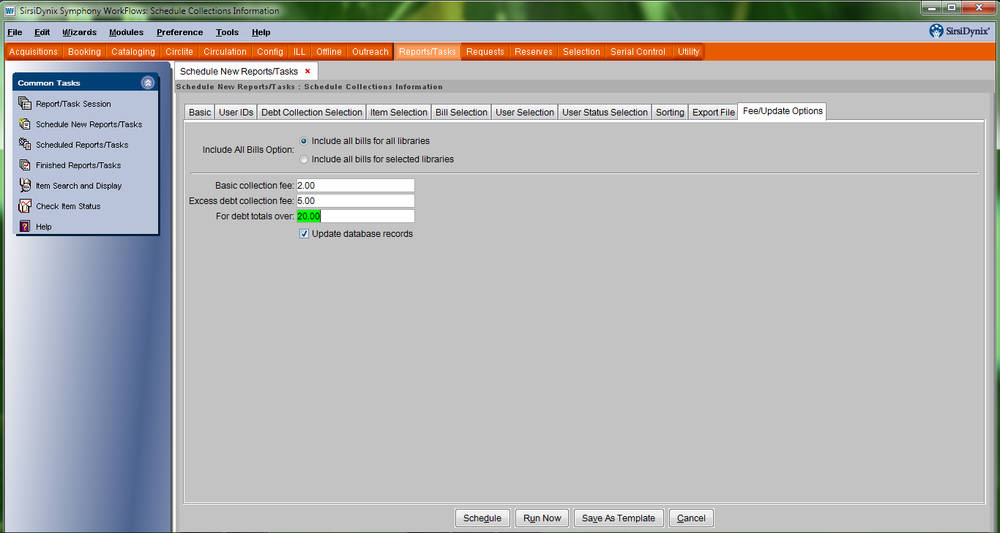 WF SirsiDynix Symphony WorkFlows: Schedule Collections Information
File Edit Wizards Modules Preference Tools Help SirsiDynix
Acquisitions Booking Cataloging Circlite Circulation Config ILL Offline Outreach Reports/Tasks Requests Reserves Selection Serial Control Utility
Common Tasks
Report/Task Session
Schedule New Reports/Tasks
Scheduled Reports/Tasks
Finished Reports/Tasks
Item Search and Display
Check Item Status
? Help
Schedule New Reports/Tasks x
Schedule New Reports/Tasks : Schedule Collections Information
Basic User IDs Debt Collection Selection Item Selection Bill Selection User Selection User Status Selection Sorting Export File Fee/Update Options
Include All Bills Option:
Include all bills for all libraries
Include all bills for selected libraries
Basic collection fee: 2.00
Excess debt collection fee: 5.00
For debt totals over: 20.00
Update database records
Schedule Run Now Save As Template Cancel